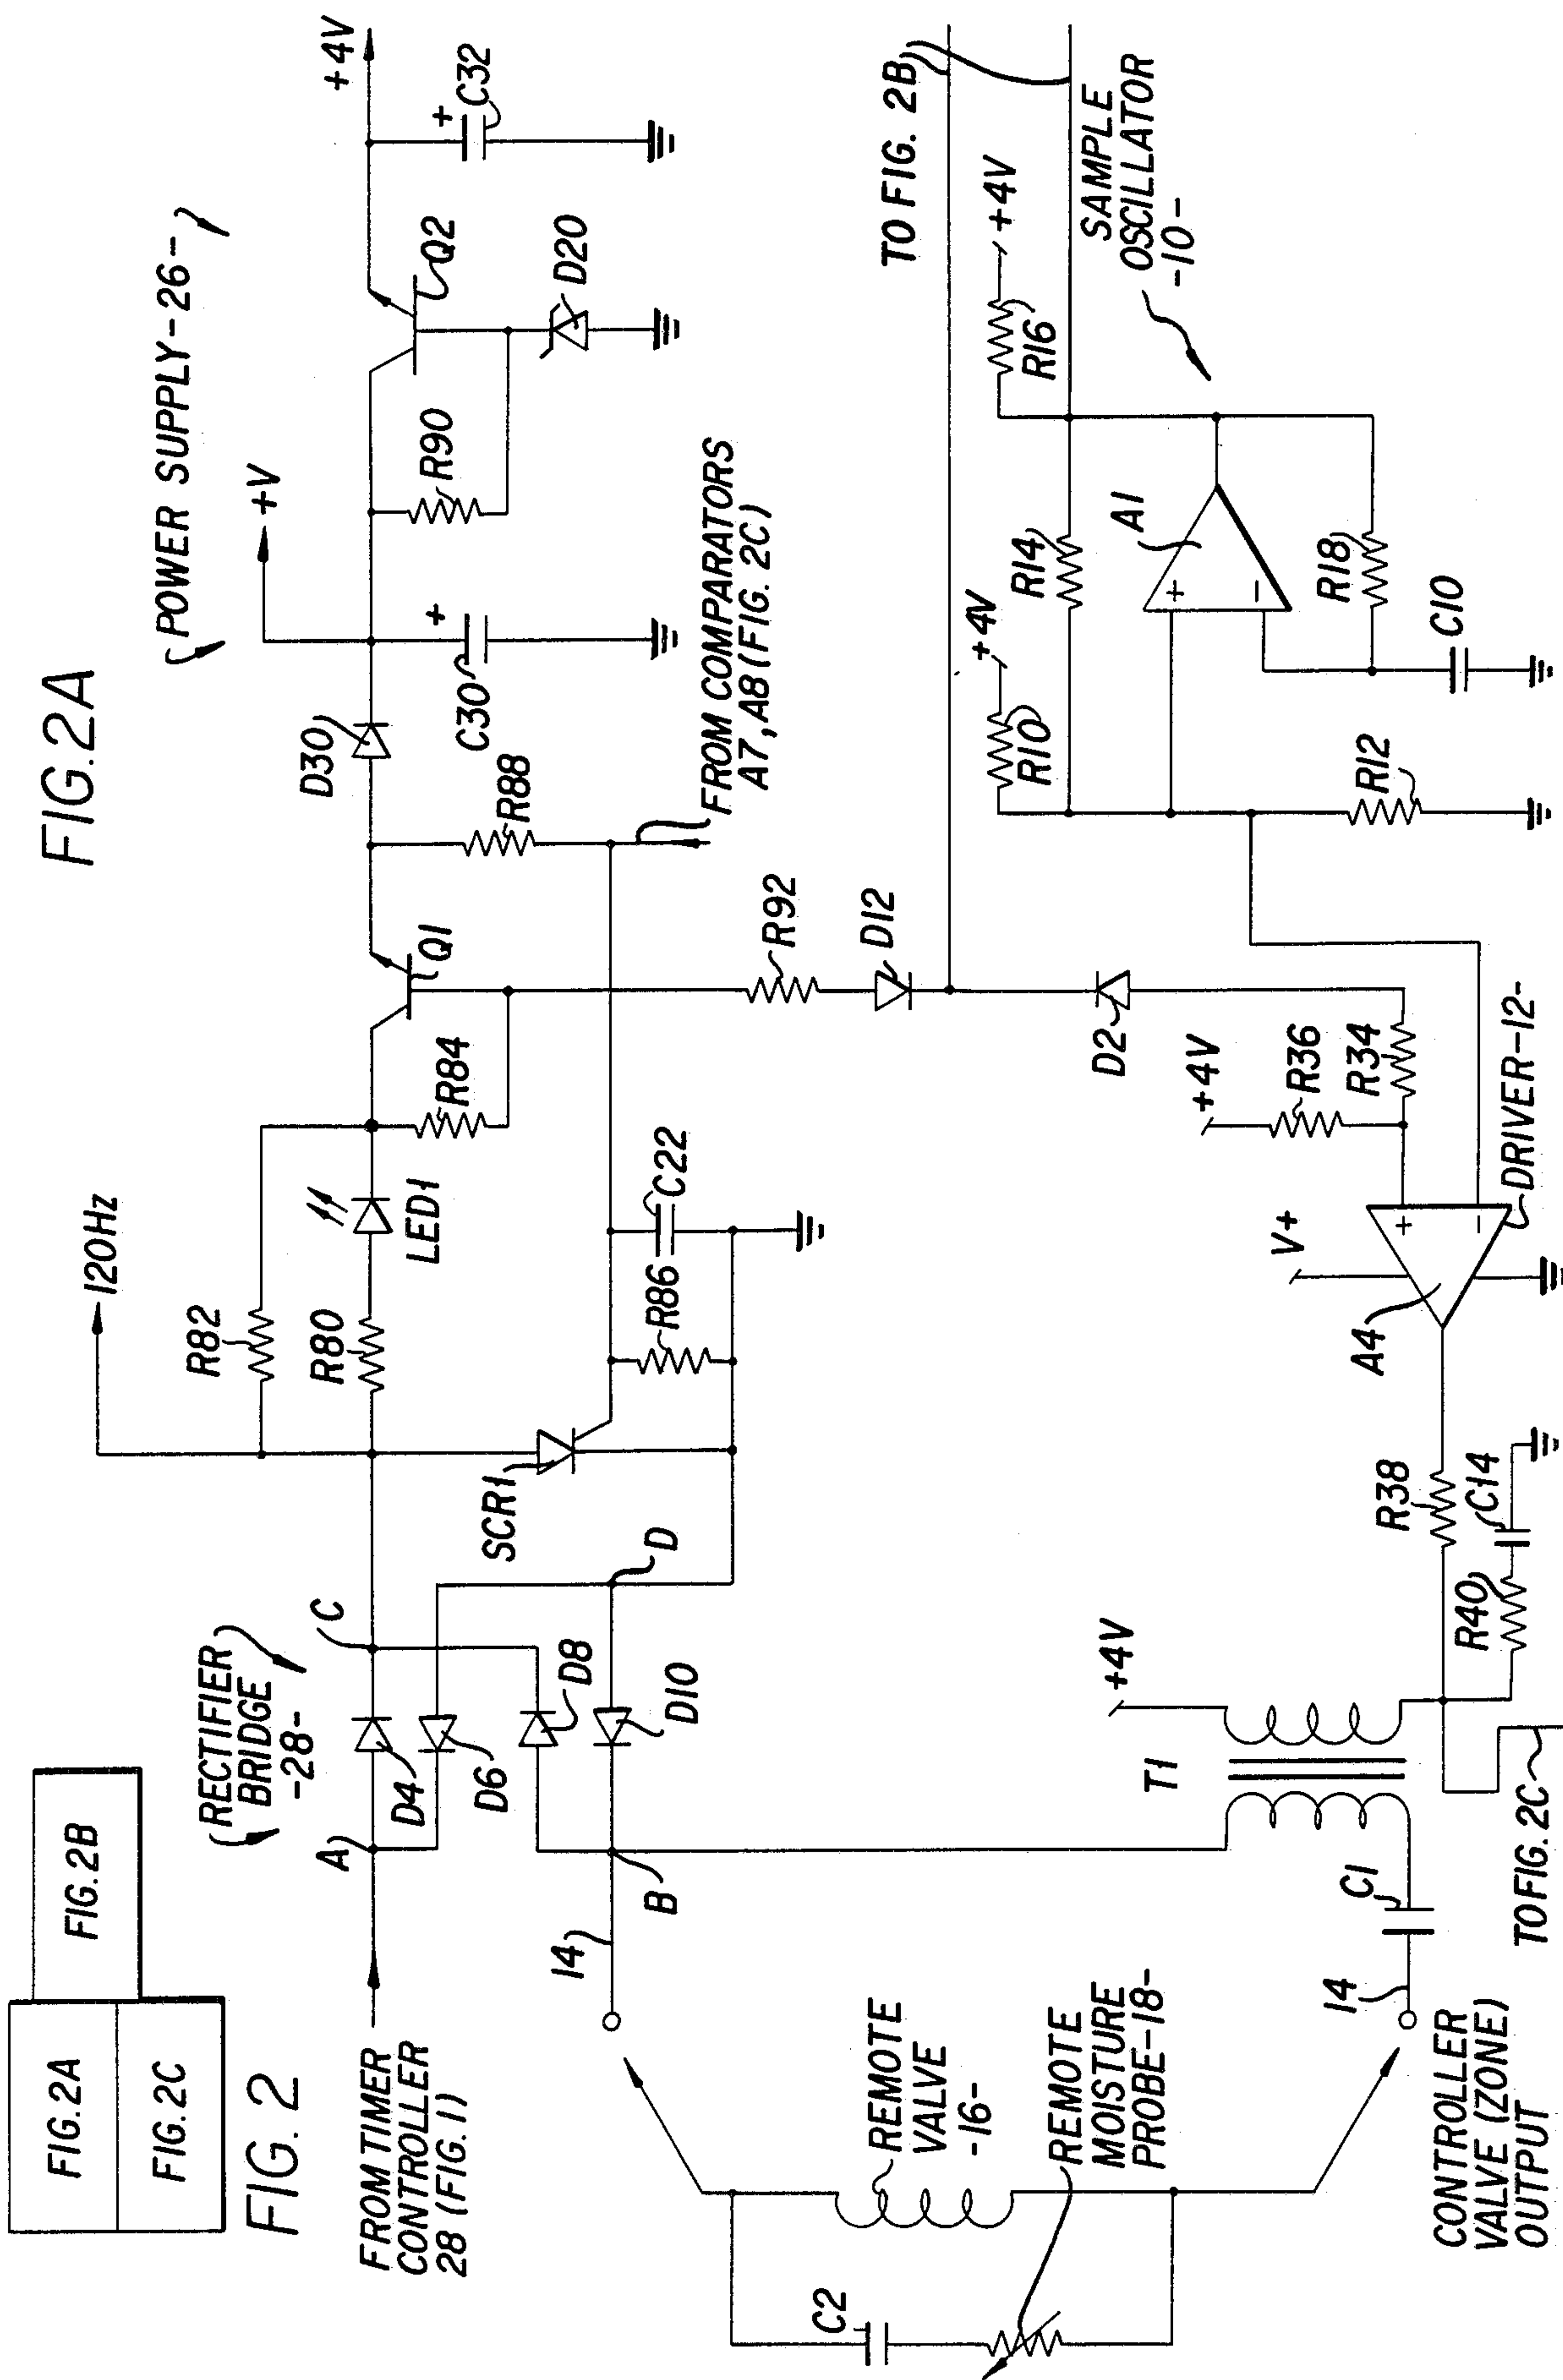 FIG.2A
FIG.2B
FIG.2C
FIG. 2
FIG.2A
POWER SUPPLY-26-
+4V
+V
C32
Q2
D20
R90
C30
+
+
D30
R88
FROM COMPARATORS
A7, A8 (FIG. 2C)
Q1
R84
120Hz
R82
R80
LED1
C22
R86
SCR1
R92
D12
D2
TO FIG. 2B
RECTIFIER
BRIDGE
-28-
A
C
D
B
D4
D6
D8
D10
FROM TIMER
CONTROLLER
28 (FIG. 1)
14
REMOTE
VALVE
-16-
REMOTE
MOISTURE
PROBE-18-
C2
14
CONTROLLER
VALVE (ZONE)
OUTPUT
C1
T1
+4V
TO FIG. 2C
R38
R40
C14
A4
V+
+
-
DRIVER-12-
+4V
R36
R34
+4V
R10
R12
R14
+4V
R16
A1
+
-
R18
C10
SAMPLE
OSCILLATOR
-10-